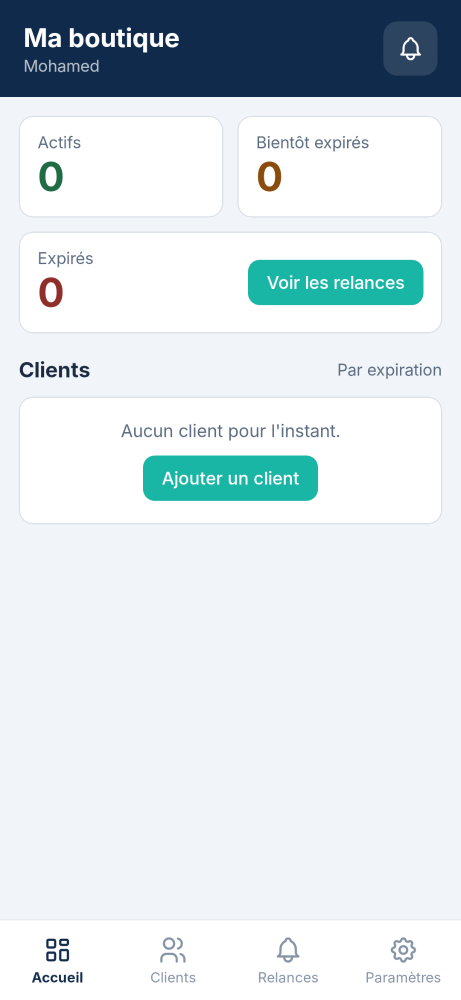 Ma boutique
Mohamed
Actifs
0
Bientôt expirés
0
Expirés
0
Voir les relances
Clients
Par expiration
Aucun client pour l'instant.
Ajouter un client
Accueil
Clients
Relances
Paramètres